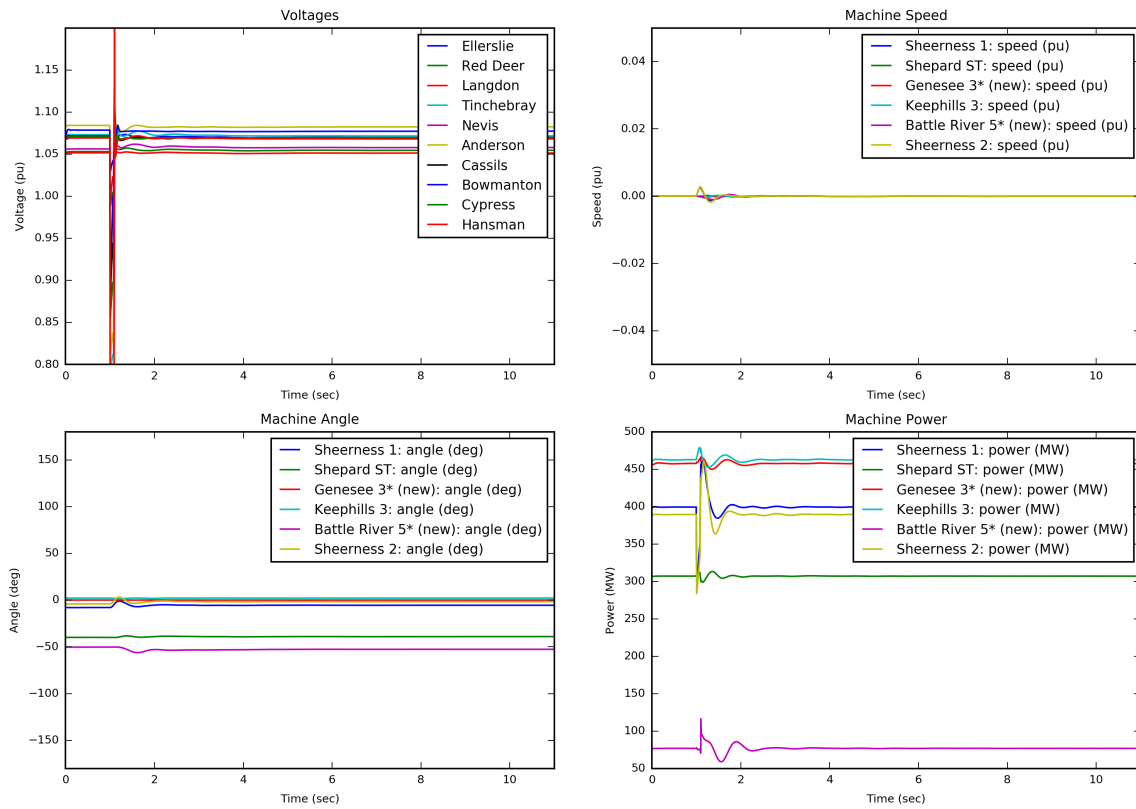 Voltages
1.15
1.10
1.05
1.00
0.95
0.90
0.85
0.80
Voltage (pu)
0 2 4 6 8 10
Time (sec)
Ellerslie
Red Deer
Langdon
Tinchebray
Nevis
Anderson
Cassils
Bowmanton
Cypress
Hansman
Machine Speed
0.04
0.02
0.00
−0.02
−0.04
Speed (pu)
0 2 4 6 8 10
Time (sec)
Sheerness 1: speed (pu)
Shepard ST: speed (pu)
Genesee 3* (new): speed (pu)
Keephills 3: speed (pu)
Battle River 5* (new): speed (pu)
Sheerness 2: speed (pu)
Machine Angle
150
100
50
0
−50
−100
−150
Angle (deg)
0 2 4 6 8 10
Time (sec)
Sheerness 1: angle (deg)
Shepard ST: angle (deg)
Genesee 3* (new): angle (deg)
Keephills 3: angle (deg)
Battle River 5* (new): angle (deg)
Sheerness 2: angle (deg)
Machine Power
500
450
400
350
300
250
200
150
100
50
Power (MW)
0 2 4 6 8 10
Time (sec)
Sheerness 1: power (MW)
Shepard ST: power (MW)
Genesee 3* (new): power (MW)
Keephills 3: power (MW)
Battle River 5* (new): power (MW)
Sheerness 2: power (MW)